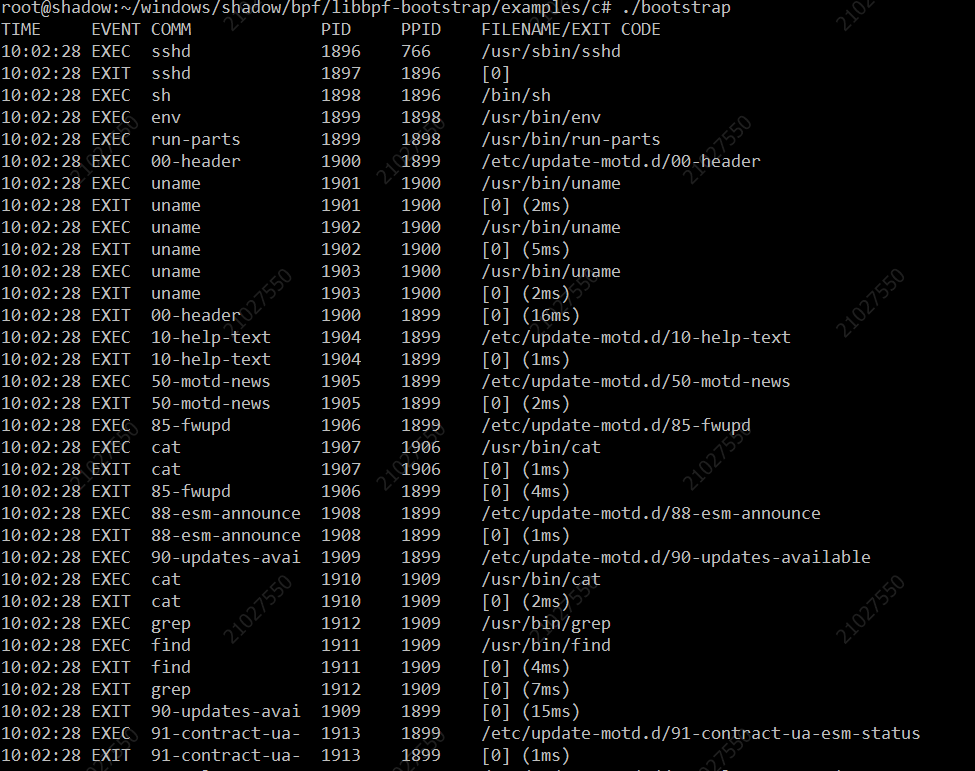 root@shadow:~/windows/shadow/bpf/libbpf-bootstrap/examples/c# ./bootstrap
TIME     EVENT COMM             PID     PPID    FILENAME/EXIT CODE
10:02:28 EXEC  sshd             1896    766     /usr/sbin/sshd
10:02:28 EXIT  sshd             1897    1896    [0]
10:02:28 EXEC  sh               1898    1896    /bin/sh
10:02:28 EXEC  env              1899    1898    /usr/bin/env
10:02:28 EXEC  run-parts        1899    1898    /usr/bin/run-parts
10:02:28 EXEC  00-header        1900    1899    /etc/update-motd.d/00-header
10:02:28 EXEC  uname            1901    1900    /usr/bin/uname
10:02:28 EXIT  uname            1901    1900    [0] (2ms)
10:02:28 EXEC  uname            1902    1900    /usr/bin/uname
10:02:28 EXIT  uname            1902    1900    [0] (5ms)
10:02:28 EXEC  uname            1903    1900    /usr/bin/uname
10:02:28 EXIT  uname            1903    1900    [0] (2ms)
10:02:28 EXIT  00-header        1900    1899    [0] (16ms)
10:02:28 EXEC  10-help-text     1904    1899    /etc/update-motd.d/10-help-text
10:02:28 EXIT  10-help-text     1904    1899    [0] (1ms)
10:02:28 EXEC  50-motd-news     1905    1899    /etc/update-motd.d/50-motd-news
10:02:28 EXIT  50-motd-news     1905    1899    [0] (2ms)
10:02:28 EXEC  85-fwupd         1906    1899    /etc/update-motd.d/85-fwupd
10:02:28 EXEC  cat              1907    1906    /usr/bin/cat
10:02:28 EXIT  cat              1907    1906    [0] (1ms)
10:02:28 EXIT  85-fwupd         1906    1899    [0] (4ms)
10:02:28 EXEC  88-esm-announce  1908    1899    /etc/update-motd.d/88-esm-announce
10:02:28 EXIT  88-esm-announce  1908    1899    [0] (1ms)
10:02:28 EXEC  90-updates-avai  1909    1899    /etc/update-motd.d/90-updates-available
10:02:28 EXEC  cat              1910    1909    /usr/bin/cat
10:02:28 EXIT  cat              1910    1909    [0] (2ms)
10:02:28 EXEC  grep             1912    1909    /usr/bin/grep
10:02:28 EXEC  find             1911    1909    /usr/bin/find
10:02:28 EXIT  find             1911    1909    [0] (4ms)
10:02:28 EXIT  grep             1912    1909    [0] (7ms)
10:02:28 EXIT  90-updates-avai  1909    1899    [0] (15ms)
10:02:28 EXEC  91-contract-ua-  1913    1899    /etc/update-motd.d/91-contract-ua-esm-status
10:02:28 EXIT  91-contract-ua-  1913    1899    [0] (1ms)
21027550
21027550
21027550
21027550
21027550
21027550
21027550
21027550
21027550
21027550
21027550
21027550